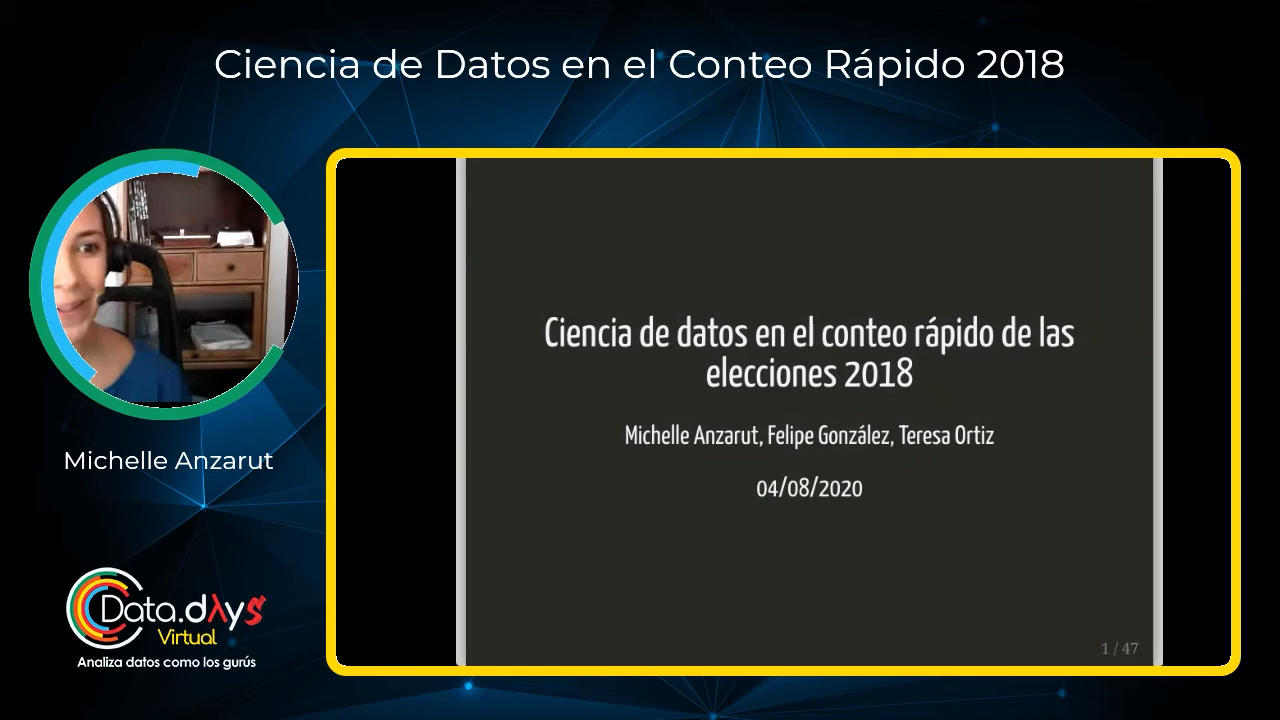 Ciencia de Datos en el Conteo Rápido 2018
Ciencia de datos en el conteo rápido de las
elecciones 2018
Michelle Anzarut, Felipe González, Teresa Ortiz
04/08/2020
1 / 47
Michelle Anzarut
Data.dλys
Virtual
Analiza datos como los gurús